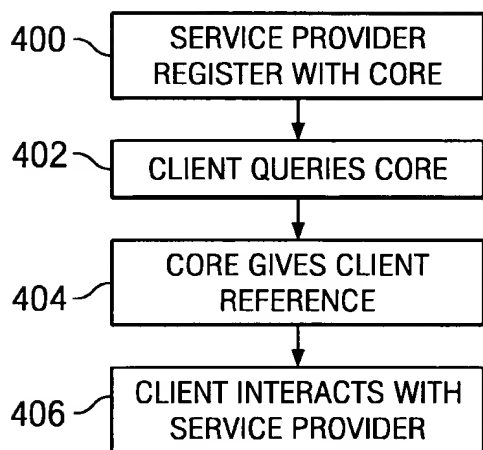 400
SERVICE PROVIDER
REGISTER WITH CORE
402
CLIENT QUERIES CORE
404
CORE GIVES CLIENT
REFERENCE
406
CLIENT INTERACTS WITH
SERVICE PROVIDER